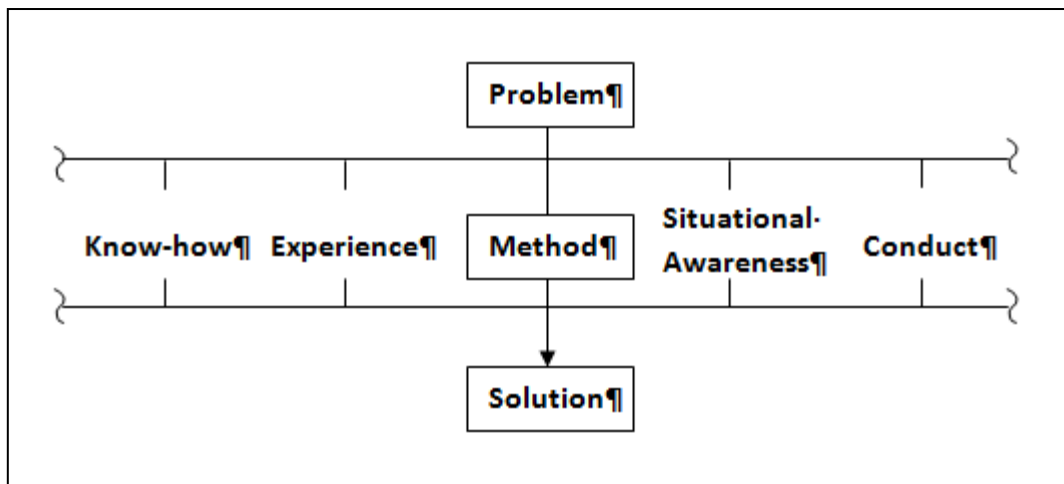 Problem¶
Know-how¶ Experience¶ Method¶ Situational·
Awareness¶ Conduct¶
Solution¶